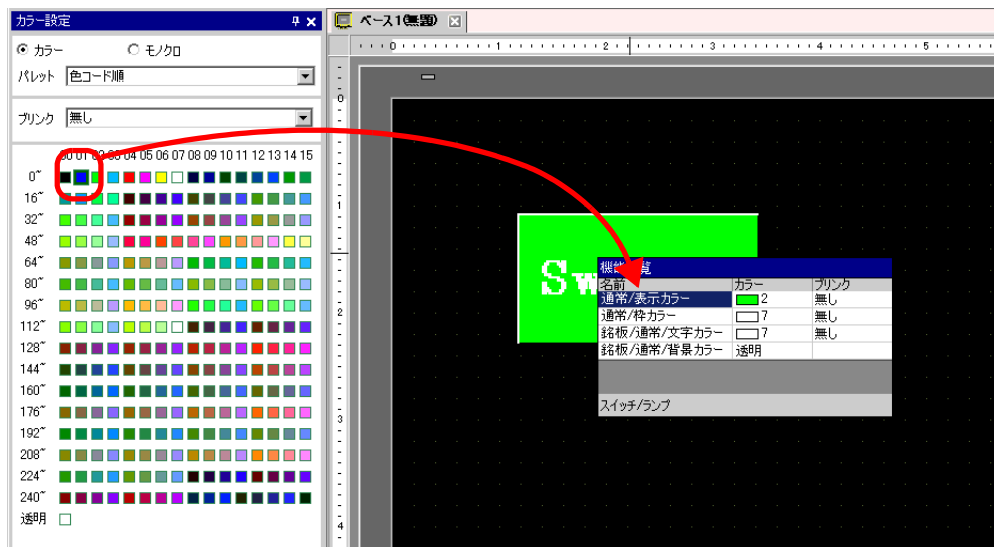 カラー設定
カラー モノクロ
パレット 色コード順
ブリンク 無し
00 01 02 03 04 05 06 07 08 09 10 11 12 13 14 15
0~
16~
32~
48~
64~
80~
96~
112~
128~
144~
160~
176~
192~
208~
224~
240~
透明
ベース1(無題)
0 1 2 3 4 5
0
1
2
3
4
Sw
機能一覧
名前 カラー ブリンク
通常/表示カラー 2 無し
通常/枠カラー 7 無し
銘板/通常/文字カラー 7 無し
銘板/通常/背景カラー 透明
スイッチ/ランプ